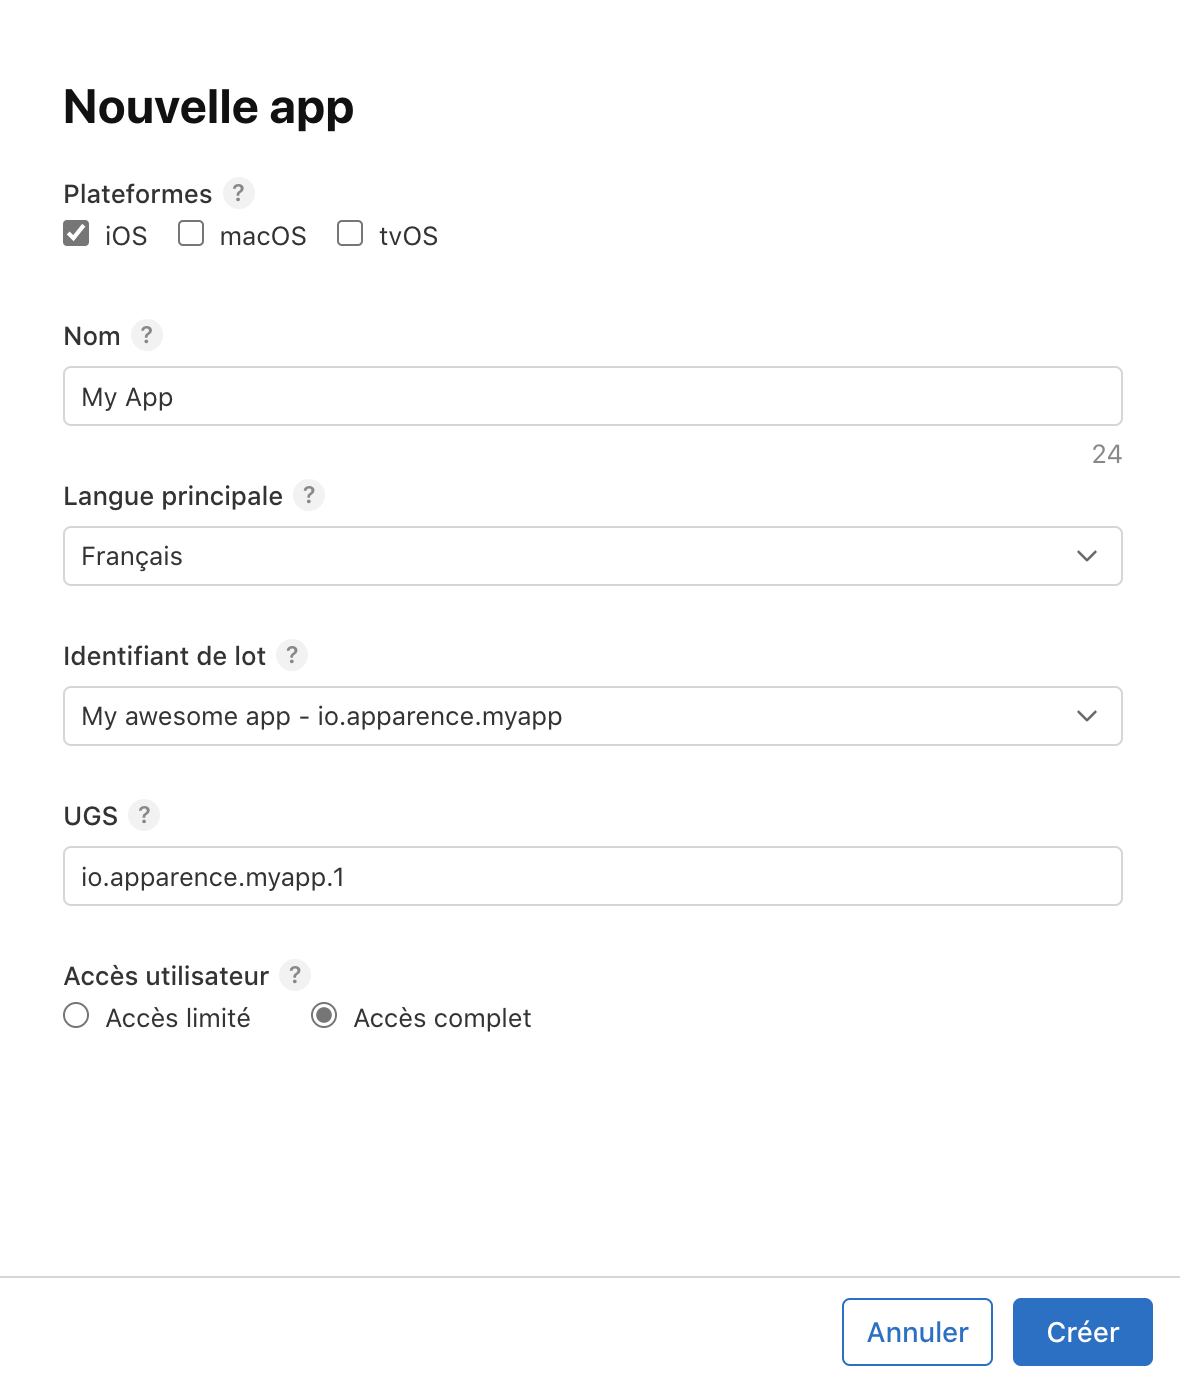 Nouvelle app
Plateformes ?
iOS macOS tvOS
Nom ?
My App
24
Langue principale ?
Français
Identifiant de lot ?
My awesome app - io.apparence.myapp
UGS ?
io.apparence.myapp.1
Accès utilisateur ?
Accès limité Accès complet
Annuler Créer